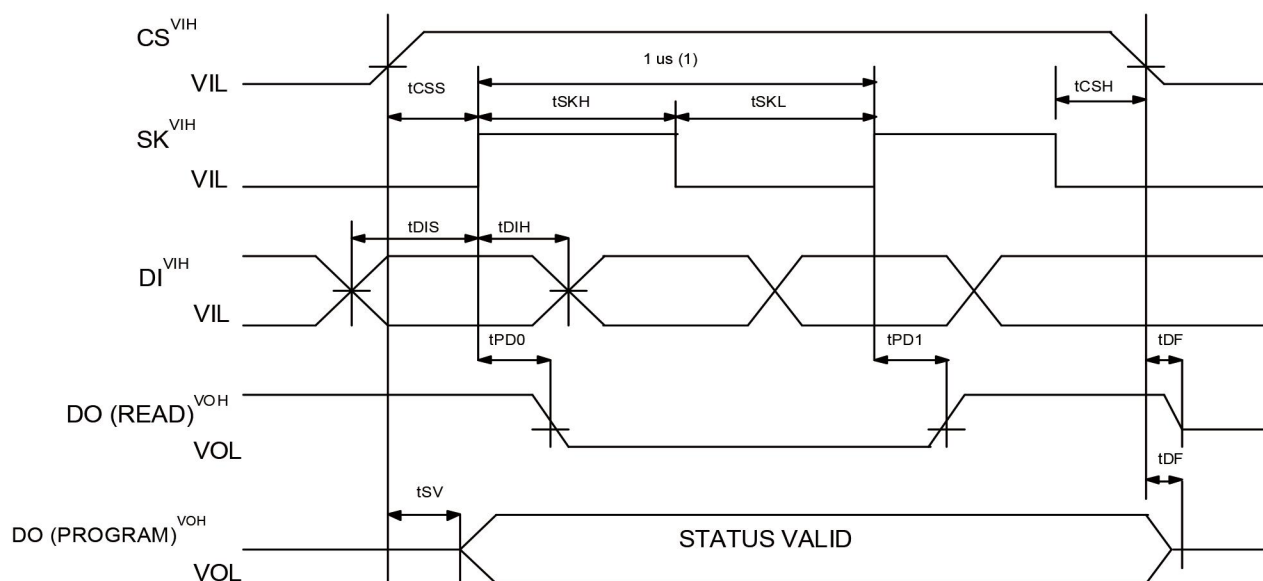 CS VIH
1 us (1)
VIL
tCSS
tCSH
tSKH
tSKL
SK VIH
VIL
tDIS
tDIH
DI VIH
VIL
tPD0
tPD1
tDF
DO (READ) VOH
VOL
tDF
tSV
DO (PROGRAM) VOH
STATUS VALID
VOL